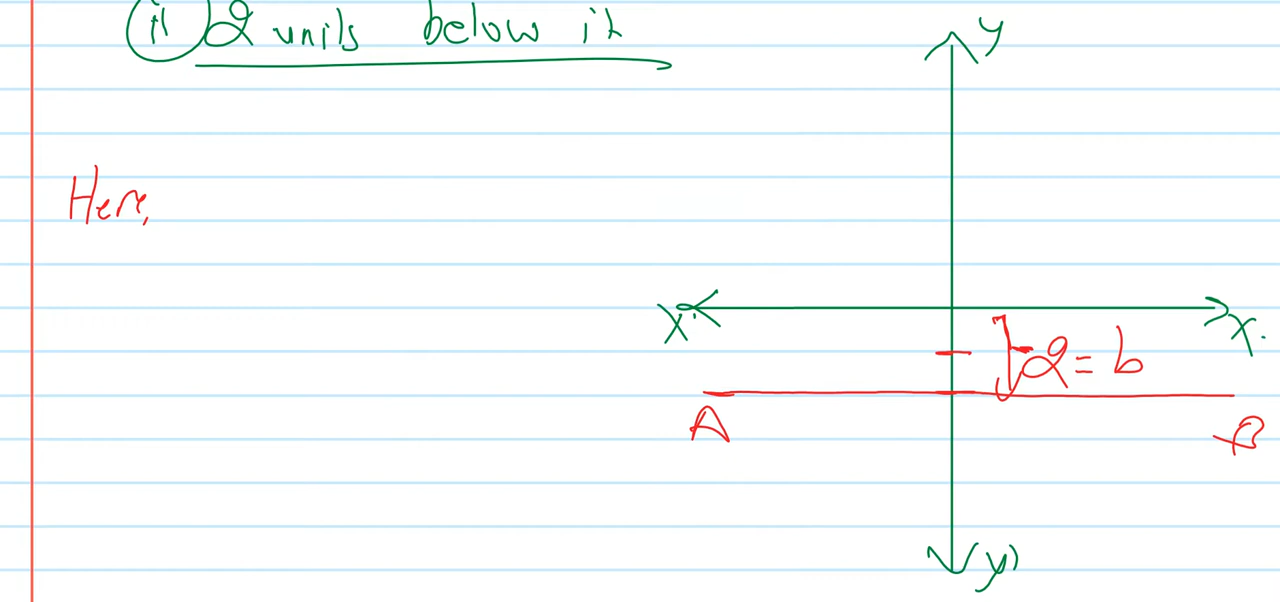 (ii) 2 units below it
y
Here,
X'
X.
2 = b
A
B
(y')